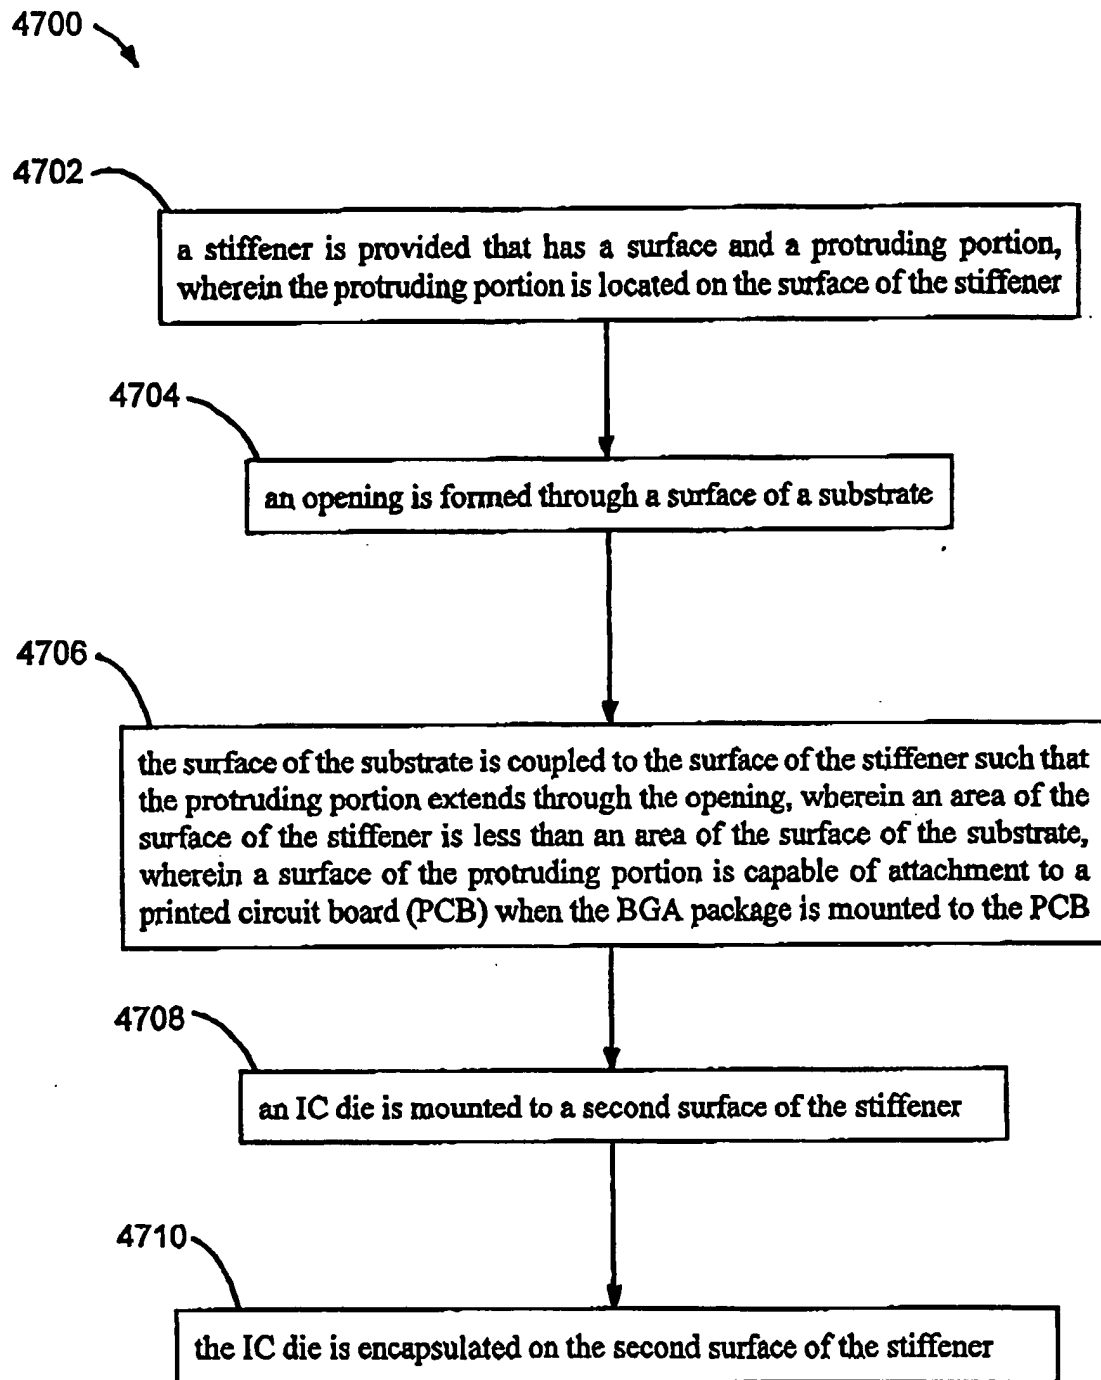 4700
4702
a stiffener is provided that has a surface and a protruding portion,
wherein the protruding portion is located on the surface of the stiffener
4704
an opening is formed through a surface of a substrate
4706
the surface of the substrate is coupled to the surface of the stiffener such that
the protruding portion extends through the opening, wherein an area of the
surface of the stiffener is less than an area of the surface of the substrate,
wherein a surface of the protruding portion is capable of attachment to a
printed circuit board (PCB) when the BGA package is mounted to the PCB
4708
an IC die is mounted to a second surface of the stiffener
4710
the IC die is encapsulated on the second surface of the stiffener